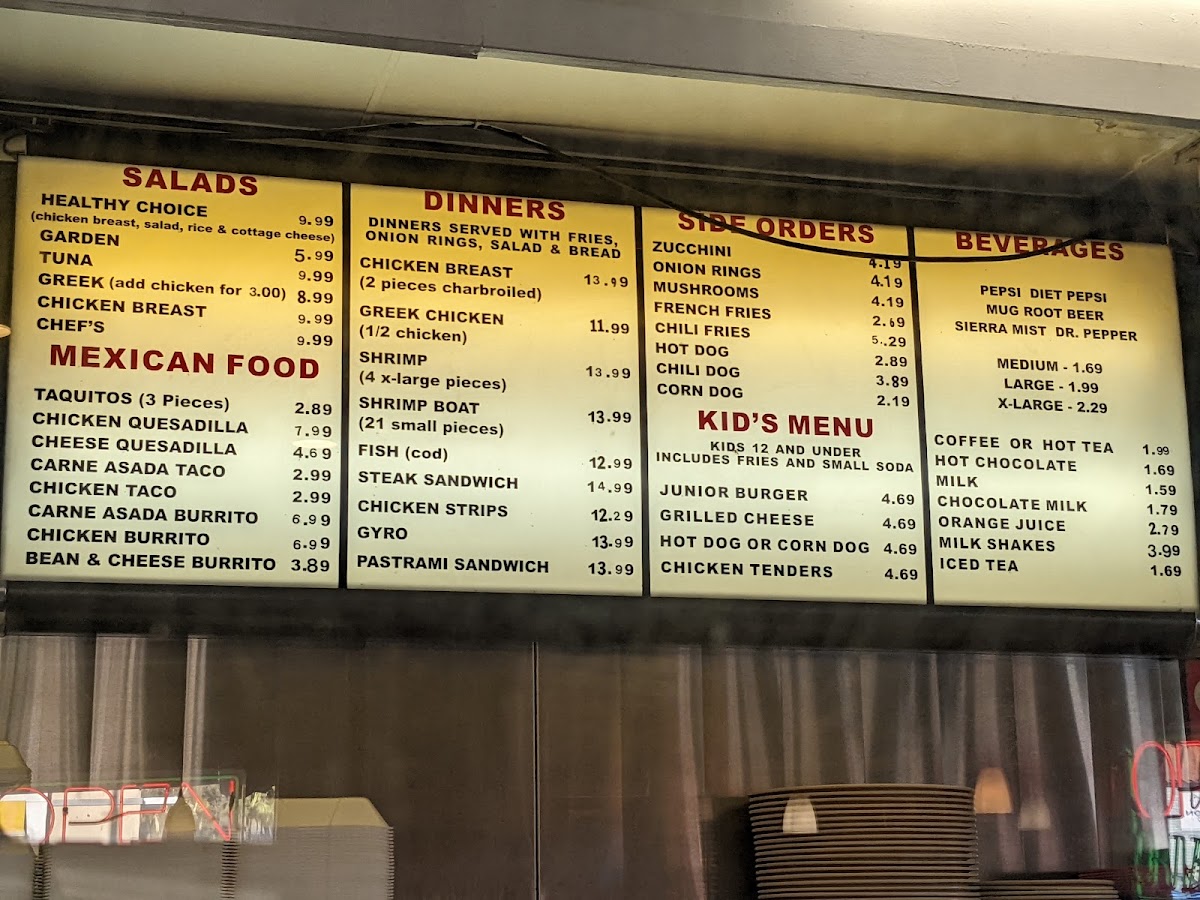 SALADS
HEALTHY CHOICE 9.99
(chicken breast, salad, rice & cottage cheese)
GARDEN 5.99
TUNA 9.99
GREEK (add chicken for 3.00) 8.99
CHICKEN BREAST 9.99
CHEF'S 9.99
MEXICAN FOOD
TAQUITOS (3 Pieces) 2.89
CHICKEN QUESADILLA 7.99
CHEESE QUESADILLA 4.69
CARNE ASADA TACO 2.99
CHICKEN TACO 2.99
CARNE ASADA BURRITO 6.99
CHICKEN BURRITO 6.99
BEAN & CHEESE BURRITO 3.89
DINNERS
DINNERS SERVED WITH FRIES,
ONION RINGS, SALAD & BREAD
CHICKEN BREAST 13.99
(2 pieces charbroiled)
GREEK CHICKEN 11.99
(1/2 chicken)
SHRIMP 13.99
(4 x-large pieces)
SHRIMP BOAT 13.99
(21 small pieces)
FISH (cod) 12.99
STEAK SANDWICH 14.99
CHICKEN STRIPS 12.29
GYRO 13.99
PASTRAMI SANDWICH 13.99
SIDE ORDERS
ZUCCHINI 4.19
ONION RINGS 4.19
MUSHROOMS 4.19
FRENCH FRIES 2.69
CHILI FRIES 5.29
HOT DOG 2.89
CHILI DOG 3.89
CORN DOG 2.19
KID'S MENU
KIDS 12 AND UNDER
INCLUDES FRIES AND SMALL SODA
JUNIOR BURGER 4.69
GRILLED CHEESE 4.69
HOT DOG OR CORN DOG 4.69
CHICKEN TENDERS 4.69
BEVERAGES
PEPSI DIET PEPSI
MUG ROOT BEER
SIERRA MIST DR. PEPPER
MEDIUM - 1.69
LARGE - 1.99
X-LARGE - 2.29
COFFEE OR HOT TEA 1.99
HOT CHOCOLATE 1.69
MILK 1.59
CHOCOLATE MILK 1.79
ORANGE JUICE 2.79
MILK SHAKES 3.99
ICED TEA 1.69
OPEN